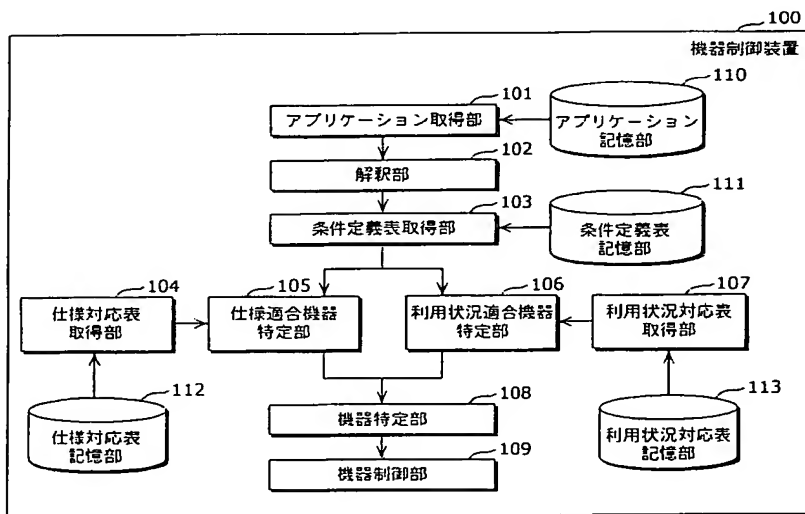 100
機器制御装置
110
101
アプリケーション取得部
アプリケーション
記憶部
102
解釈部
111
103
条件定義表取得部
条件定義表
記憶部
104
105
106
107
仕様対応表
取得部
仕様適合機器
特定部
利用状況適合機器
特定部
利用状況対応表
取得部
112
108
113
仕様対応表
記憶部
機器特定部
利用状況対応表
記憶部
109
機器制御部